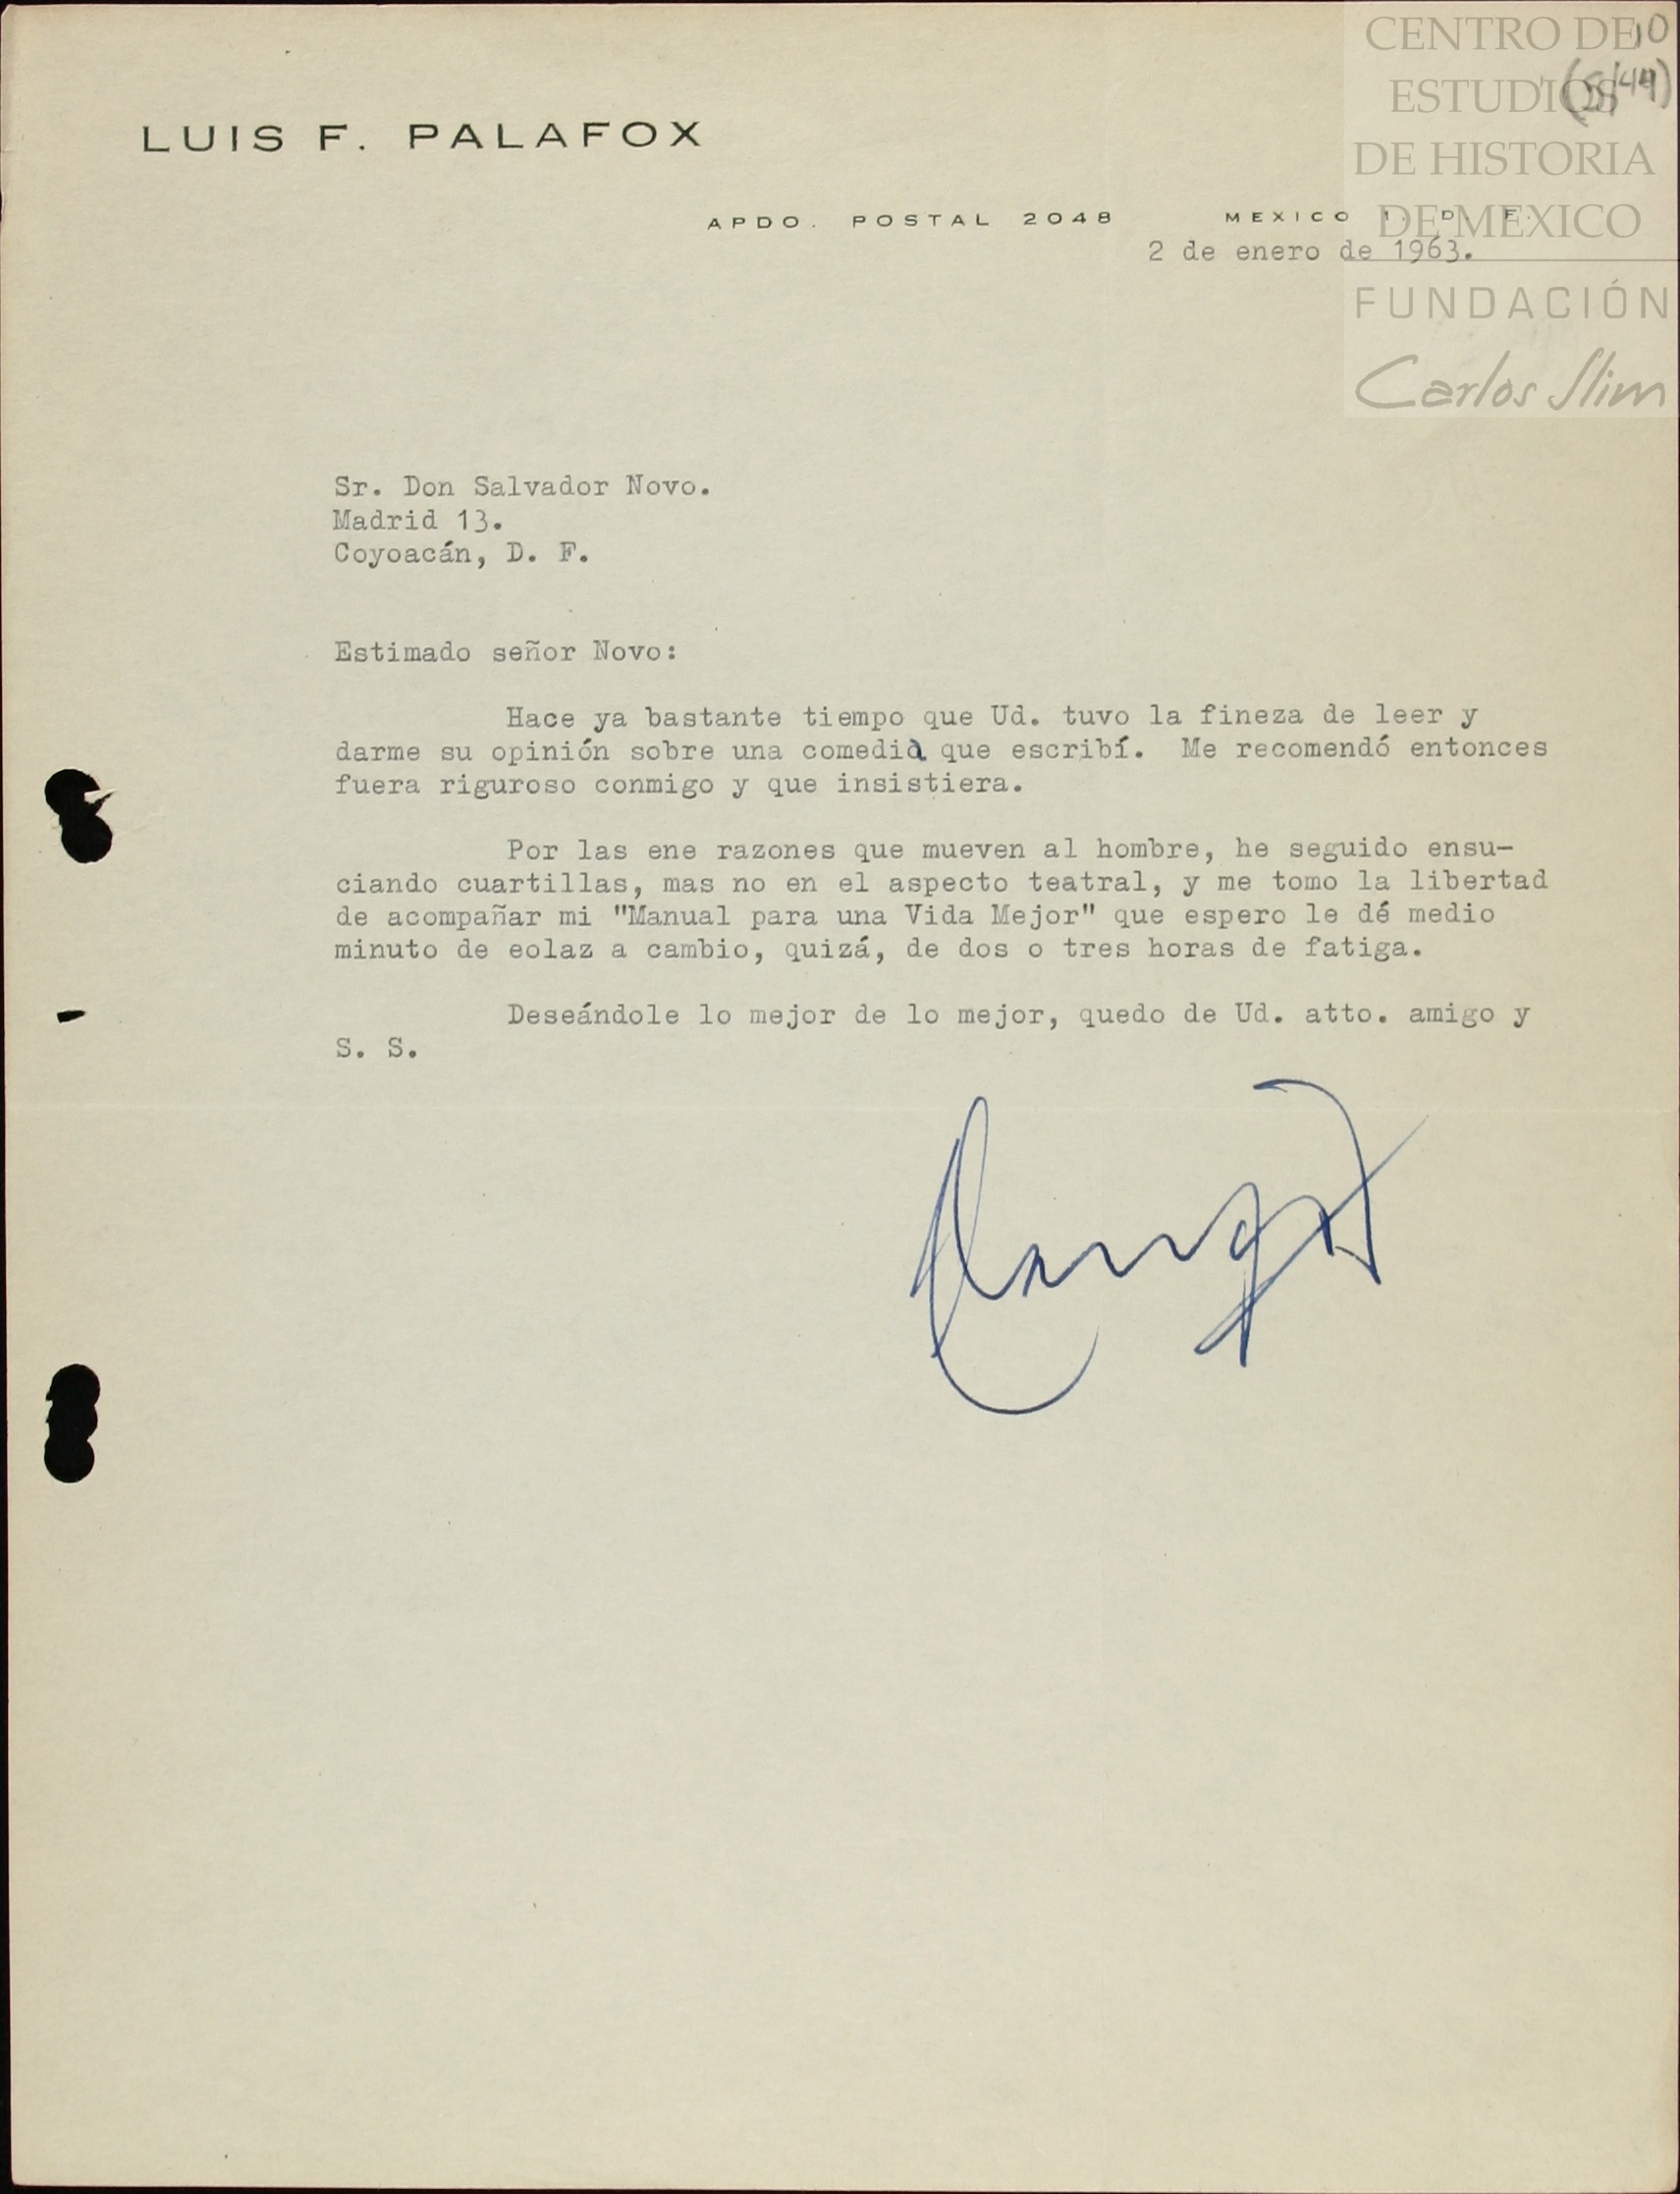 CENTRO DE
ESTUDIOS
DE HISTORIA
DE MEXICO
FUNDACIÓN
Carlos Slim
10
LUIS F. PALAFOX
APDO. POSTAL 2048 MEXICO 1, D. F.
2 de enero de 1963.
Sr. Don Salvador Novo.
Madrid 13.
Coyoacán, D. F.
Estimado señor Novo:
Hace ya bastante tiempo que Ud. tuvo la fineza de leer y
darme su opinión sobre una comedia que escribí. Me recomendó entonces
fuera riguroso conmigo y que insistiera.
Por las ene razones que mueven al hombre, he seguido ensu-
ciando cuartillas, mas no en el aspecto teatral, y me tomo la libertad
de acompañar mi "Manual para una Vida Mejor" que espero le dé medio
minuto de eolaz a cambio, quizá, de dos o tres horas de fatiga.
Deseándole lo mejor de lo mejor, quedo de Ud. atto. amigo y
S. S.